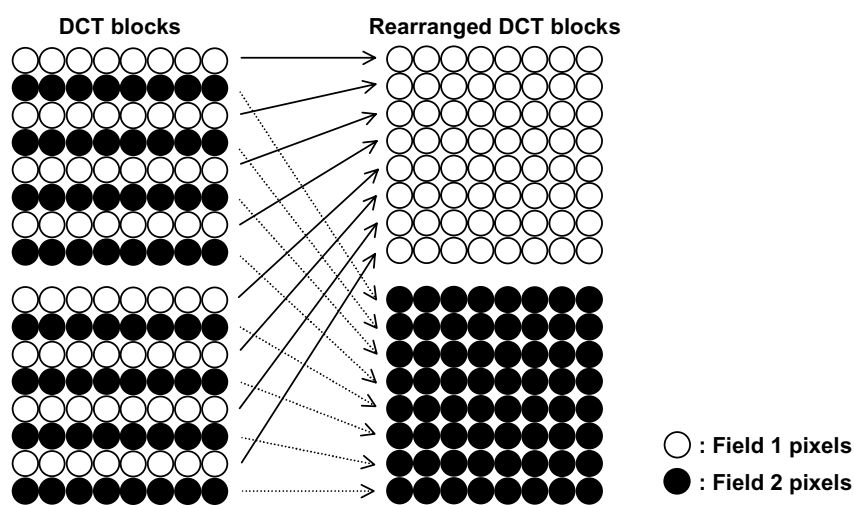 DCT blocks
Rearranged DCT blocks
: Field 1 pixels
: Field 2 pixels